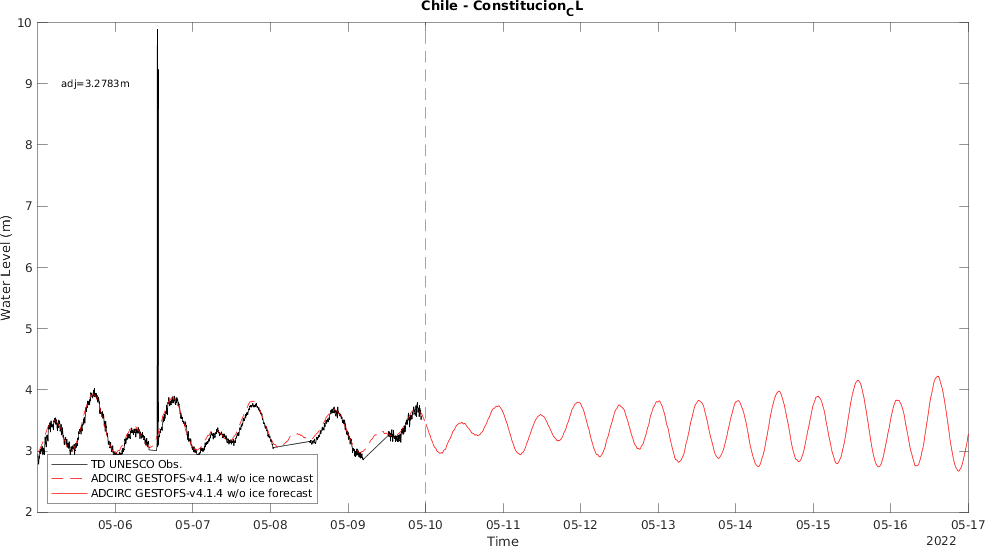 Chile - Constitucion_CL
10
9
8
7
6
5
4
3
2
Water Level (m)
adj=3.2783m
TD UNESCO Obs.
ADCIRC GESTOFS-v4.1.4 w/o ice nowcast
ADCIRC GESTOFS-v4.1.4 w/o ice forecast
05-06 05-07 05-08 05-09 05-10 05-11 05-12 05-13 05-14 05-15 05-16 05-17
Time
2022